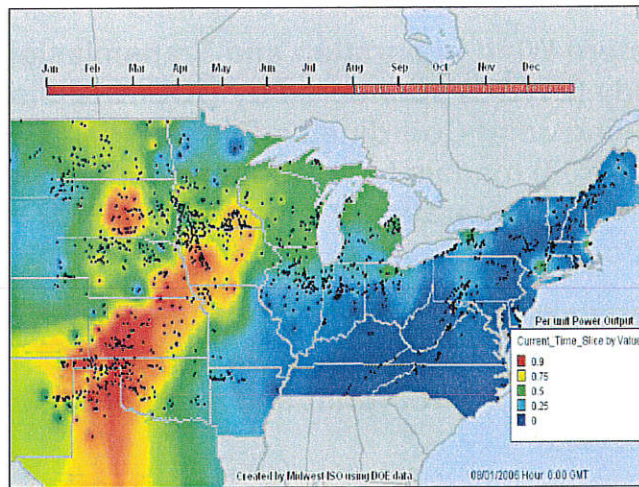 Jan Feb Mar Apr May Jun Jul Aug Sep Oct Nov Dec
Per unit Power Output
Current_Time_Slice by Value
0.9
0.75
0.5
0.25
0
Created by Midwest ISO using DOE data
08/01/2006 Hour 0:00 GMT